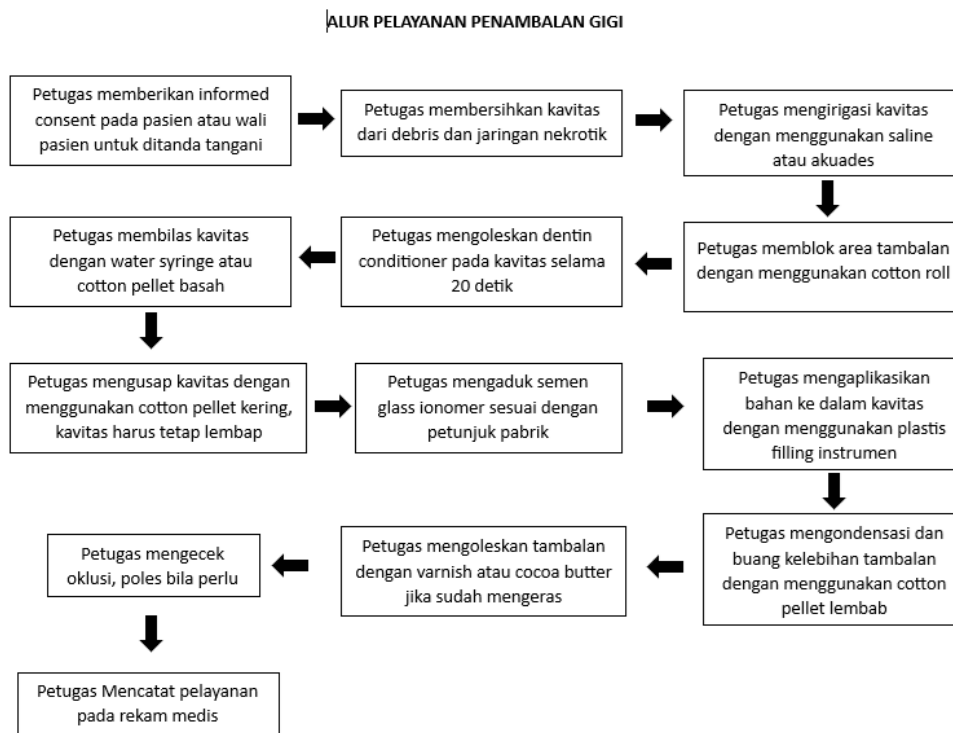 ALUR PELAYANAN PENAMBALAN GIGI
Petugas memberikan informed
consent pada pasien atau wali
pasien untuk ditanda tangani
Petugas membersihkan kavitas
dari debris dan jaringan nekrotik
Petugas mengirigasi kavitas
dengan menggunakan saline
atau akuades
Petugas memblok area tambalan
dengan menggunakan cotton roll
Petugas mengoleskan dentin
conditioner pada kavitas selama
20 detik
Petugas membilas kavitas
dengan water syringe atau
cotton pellet basah
Petugas mengusap kavitas dengan
menggunakan cotton pellet kering,
kavitas harus tetap lembap
Petugas mengaduk semen
glass ionomer sesuai dengan
petunjuk pabrik
Petugas mengaplikasikan
bahan ke dalam kavitas
dengan menggunakan plastis
filling instrumen
Petugas mengondensasi dan
buang kelebihan tambalan
dengan menggunakan cotton
pellet lembab
Petugas mengoleskan tambalan
dengan varnish atau cocoa butter
jika sudah mengeras
Petugas mengecek
oklusi, poles bila perlu
Petugas Mencatat pelayanan
pada rekam medis